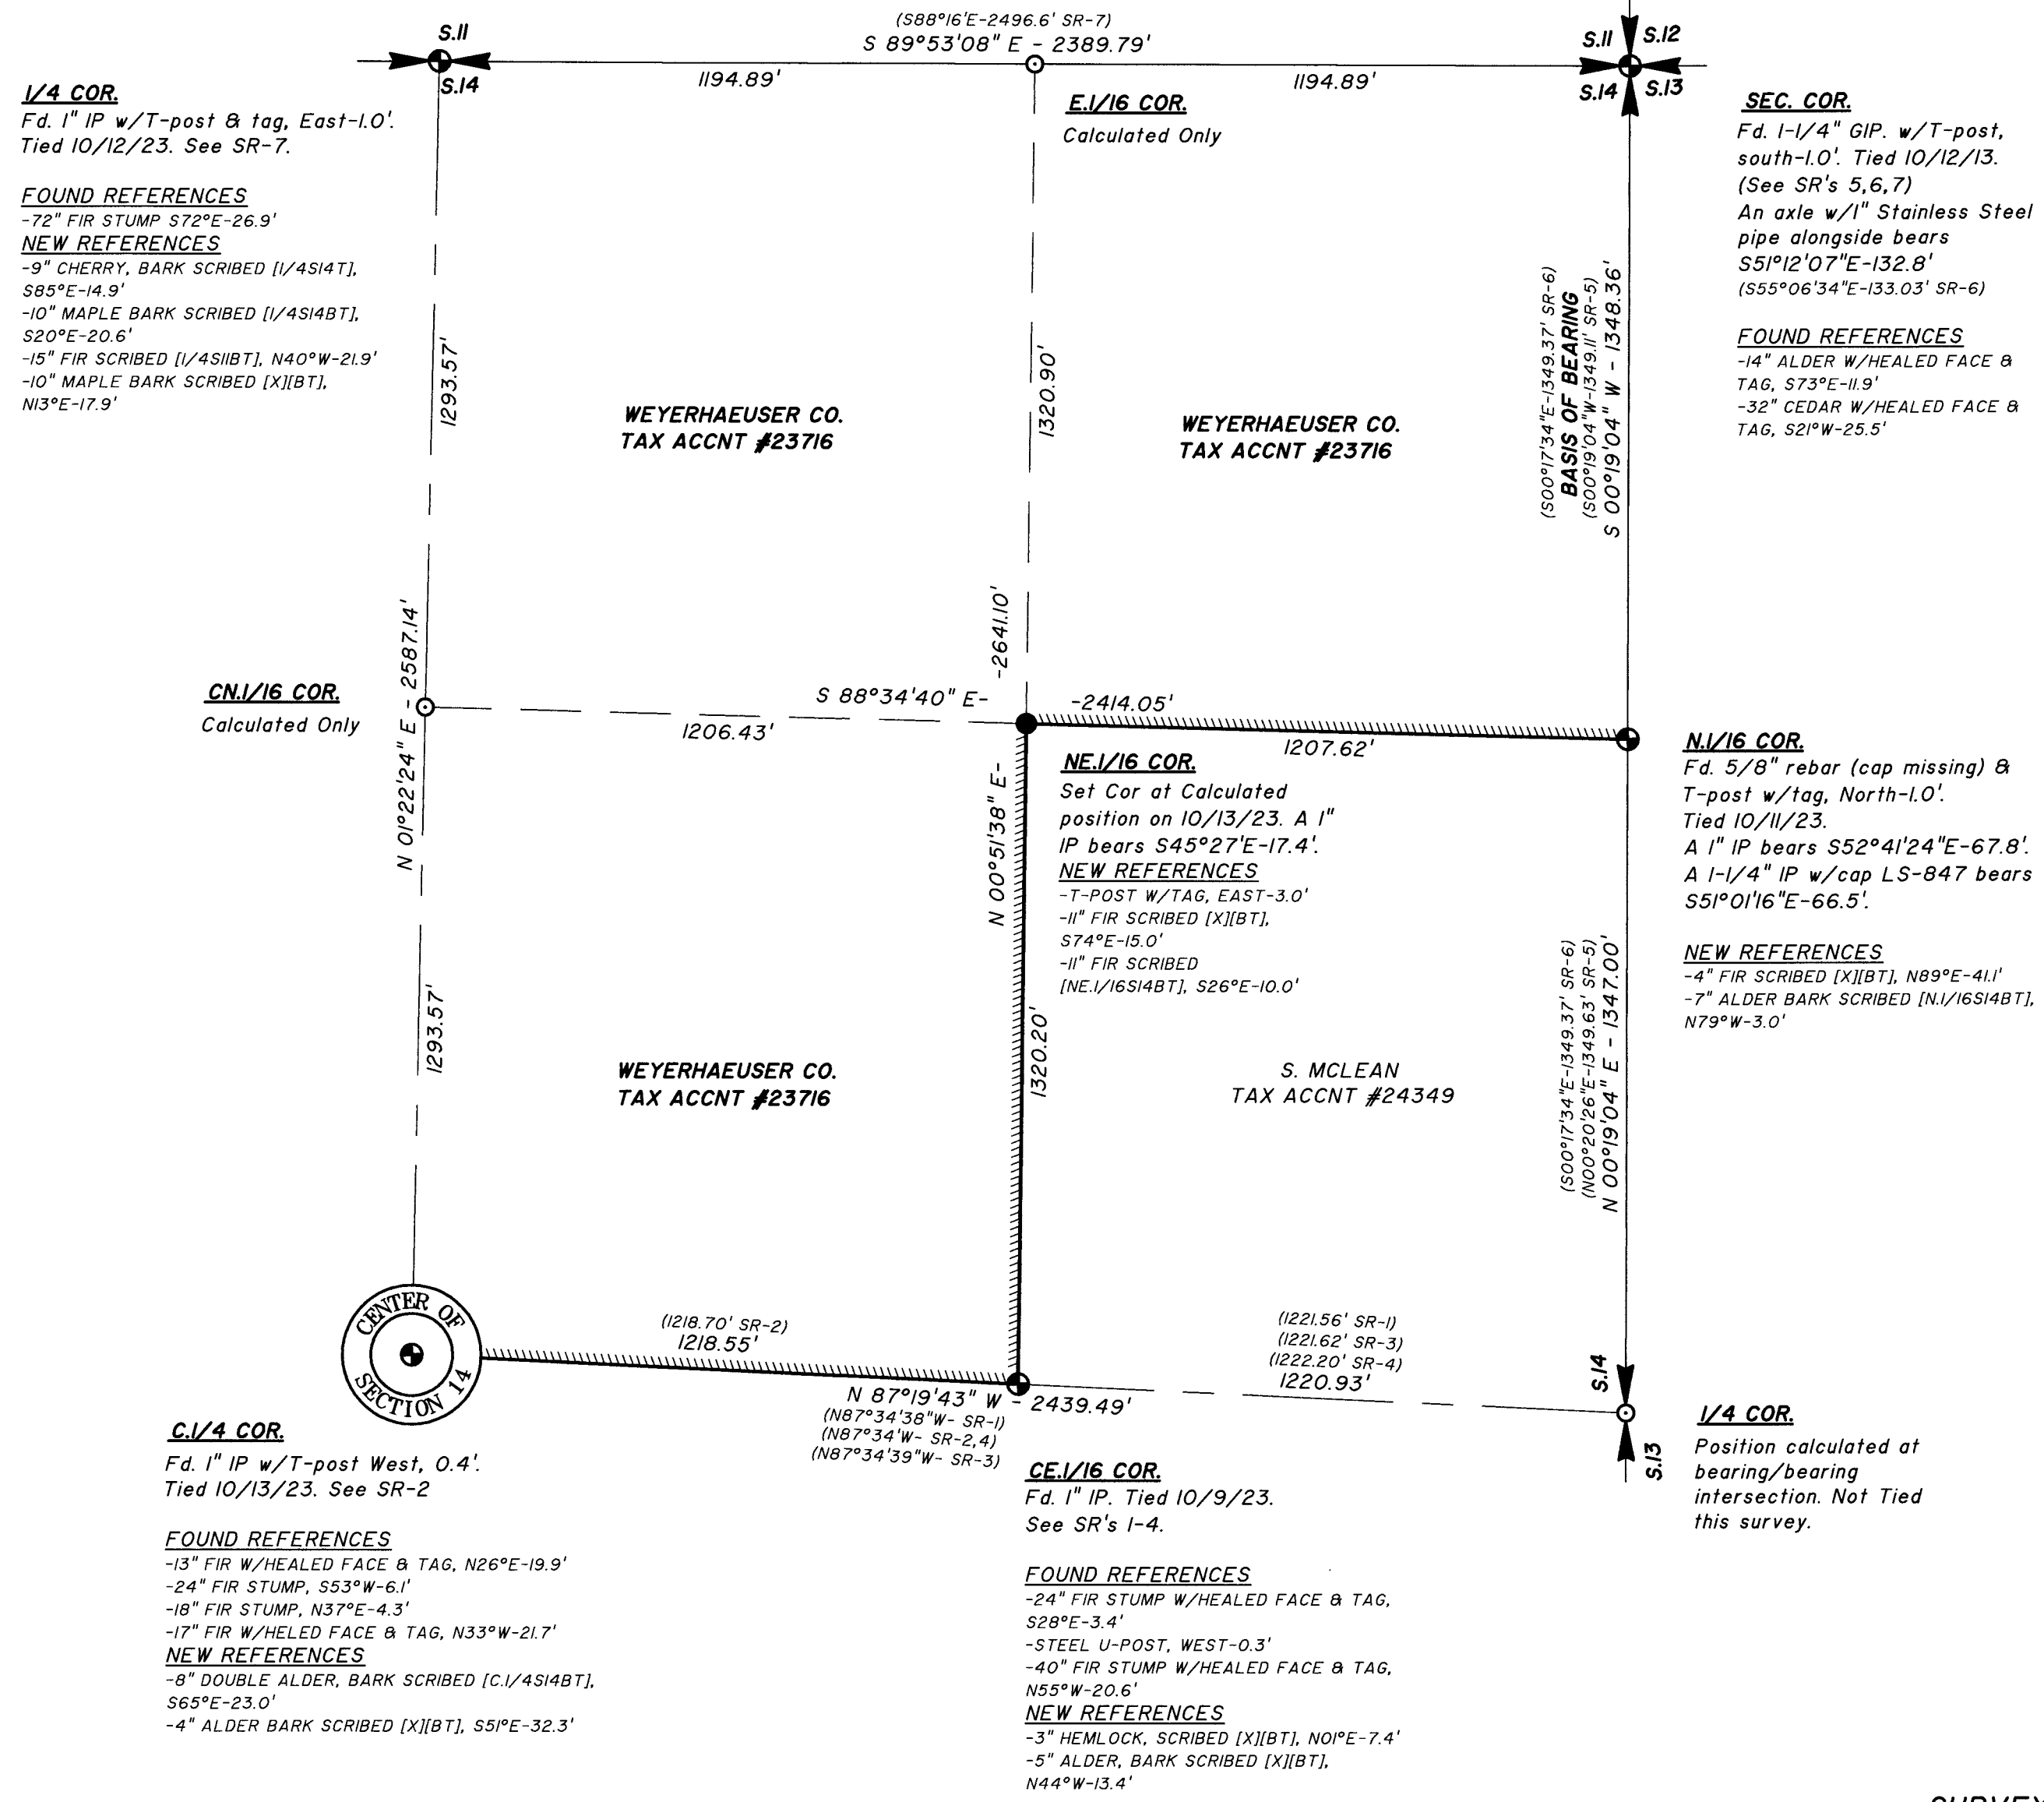 (S88°16'E-2496.6' SR-7)
S 89°53'08" E - 2389.79'
S.11
S.14
1194.89'
1194.89'
S.11
S.12
S.14
S.13
1/4 COR.
Fd. 1" IP w/T-post & tag, East-1.0'.
Tied 10/12/23. See SR-7.
FOUND REFERENCES
-72" FIR STUMP S72°E-26.9'
NEW REFERENCES
-9" CHERRY, BARK SCRIBED [1/4S14T],
S85°E-14.9'
-10" MAPLE BARK SCRIBED [1/4S14BT],
S20°E-20.6'
-15" FIR SCRIBED [1/4S11BT], N40°W-21.9'
-10" MAPLE BARK SCRIBED [X][BT],
N13°E-17.9'
E.1/16 COR.
Calculated Only
SEC. COR.
Fd. 1-1/4" GIP. w/T-post,
south-1.0'. Tied 10/12/13.
(See SR's 5,6,7)
An axle w/1" Stainless Steel
pipe alongside bears
S51°12'07"E-132.8'
(S55°06'34"E-133.03' SR-6)
FOUND REFERENCES
-14" ALDER W/HEALED FACE &
TAG, S73°E-11.9'
-32" CEDAR W/HEALED FACE &
TAG, S21°W-25.5'
1293.57'
1320.90'
(S00°17'34"E-1349.37' SR-6)
BASIS OF BEARING
(S00°19'04"W-1349.11' SR-5)
S 00°19'04" W - 1348.36'
WEYERHAEUSER CO.
TAX ACCNT #23716
WEYERHAEUSER CO.
TAX ACCNT #23716
N 01°22'24" E - 2587.14'
-2641.10'
CN.1/16 COR.
Calculated Only
S 88°34'40" E-
-2414.05'
1206.43'
1207.62'
N 00°51'38" E-
NE.1/16 COR.
Set Cor at Calculated
position on 10/13/23. A 1"
IP bears S45°27'E-17.4'.
NEW REFERENCES
-T-POST W/TAG, EAST-3.0'
-11" FIR SCRIBED [X][BT],
S74°E-15.0'
-11" FIR SCRIBED
[NE.1/16S14BT], S26°E-10.0'
N.1/16 COR.
Fd. 5/8" rebar (cap missing) &
T-post w/tag, North-1.0'.
Tied 10/11/23.
A 1" IP bears S52°41'24"E-67.8'.
A 1-1/4" IP w/cap LS-847 bears
S51°01'16"E-66.5'.
NEW REFERENCES
-4" FIR SCRIBED [X][BT], N89°E-41.1'
-7" ALDER BARK SCRIBED [N.1/16S14BT],
N79°W-3.0'
1293.57'
1320.20'
(S00°17'34"E-1349.37' SR-6)
(N00°20'26"E-1349.63' SR-5)
N 00°19'04" E - 1347.00'
WEYERHAEUSER CO.
TAX ACCNT #23716
S. MCLEAN
TAX ACCNT #24349
CENTER OF
SECTION 14
(1218.70' SR-2)
1218.55'
(1221.56' SR-1)
(1221.62' SR-3)
(1222.20' SR-4)
1220.93'
N 87°19'43" W - 2439.49'
(N87°34'38"W- SR-1)
(N87°34'W- SR-2,4)
(N87°34'39"W- SR-3)
S.14
S.13
C.1/4 COR.
Fd. 1" IP w/T-post West, 0.4'.
Tied 10/13/23. See SR-2
FOUND REFERENCES
-13" FIR W/HEALED FACE & TAG, N26°E-19.9'
-24" FIR STUMP, S53°W-6.1'
-18" FIR STUMP, N37°E-4.3'
-17" FIR W/HELED FACE & TAG, N33°W-21.7'
NEW REFERENCES
-8" DOUBLE ALDER, BARK SCRIBED [C.1/4S14BT],
S65°E-23.0'
-4" ALDER BARK SCRIBED [X][BT], S51°E-32.3'
CE.1/16 COR.
Fd. 1" IP. Tied 10/9/23.
See SR's 1-4.
FOUND REFERENCES
-24" FIR STUMP W/HEALED FACE & TAG,
S28°E-3.4'
-STEEL U-POST, WEST-0.3'
-40" FIR STUMP W/HEALED FACE & TAG,
N55°W-20.6'
NEW REFERENCES
-3" HEMLOCK, SCRIBED [X][BT], N01°E-7.4'
-5" ALDER, BARK SCRIBED [X][BT],
N44°W-13.4'
1/4 COR.
Position calculated at
bearing/bearing
intersection. Not Tied
this survey.